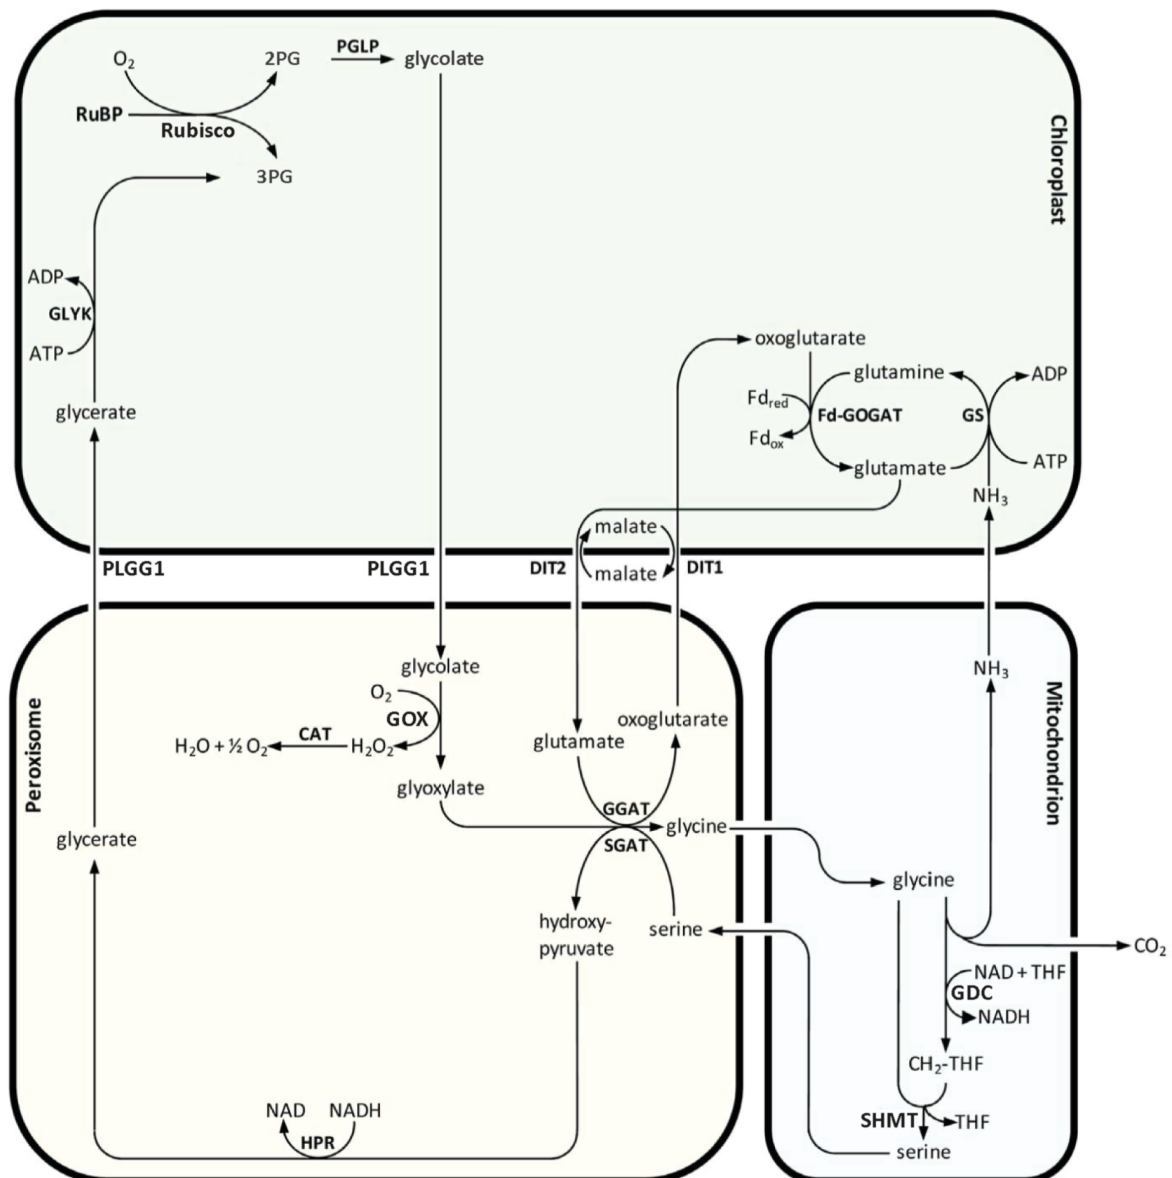 O₂
2PG
PGLP
glycolate
RuBP
Rubisco
3PG
Chloroplast
ADP
GLYK
ATP
glycerate
oxoglutarate
glutamine
ADP
Fdred
Fd-GOGAT
GS
Fdox
glutamate
ATP
NH₃
malate
PLGG1
PLGG1
DIT2
malate
DIT1
Peroxisome
glycolate
O₂
GOX
H₂O + ½ O₂
CAT
H₂O₂
glyoxylate
oxoglutarate
glutamate
GGAT
glycine
SGAT
glycerate
hydroxy-
pyruvate
serine
NH₃
Mitochondrion
glycine
CO₂
NAD + THF
GDC
NADH
CH₂-THF
SHMT
THF
serine
NAD
NADH
HPR